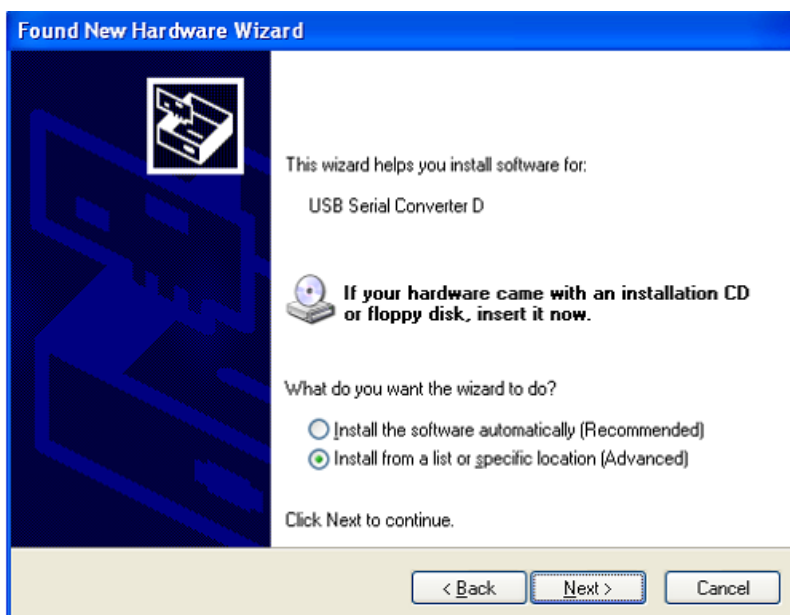 Found New Hardware Wizard
This wizard helps you install software for:
USB Serial Converter D
If your hardware came with an installation CD
or floppy disk, insert it now.
What do you want the wizard to do?
Install the software automatically (Recommended)
Install from a list or specific location (Advanced)
Click Next to continue.
< Back Next > Cancel